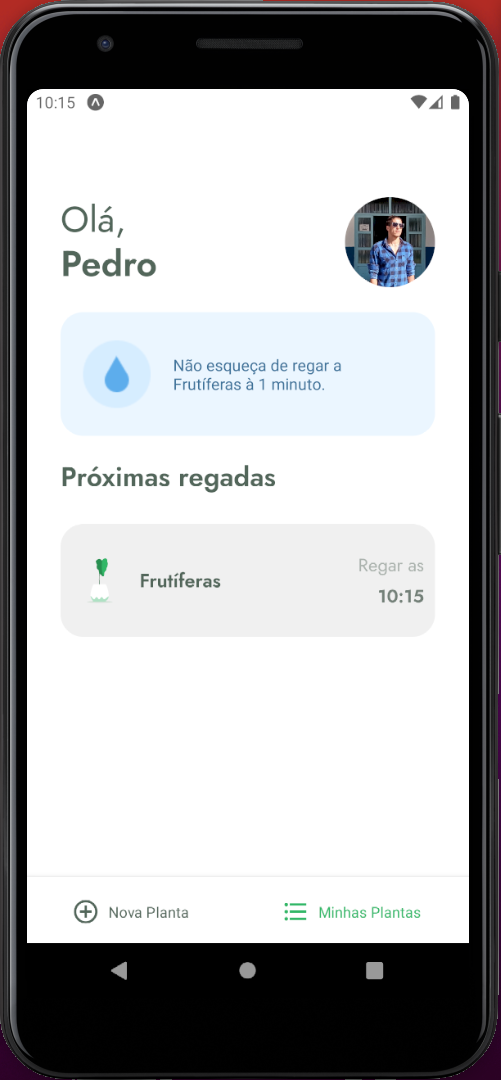 10:15
Olá,
Pedro
Não esqueça de regar a
Frutíferas à 1 minuto.
Próximas regadas
Frutíferas
Regar as
10:15
Nova Planta
Minhas Plantas